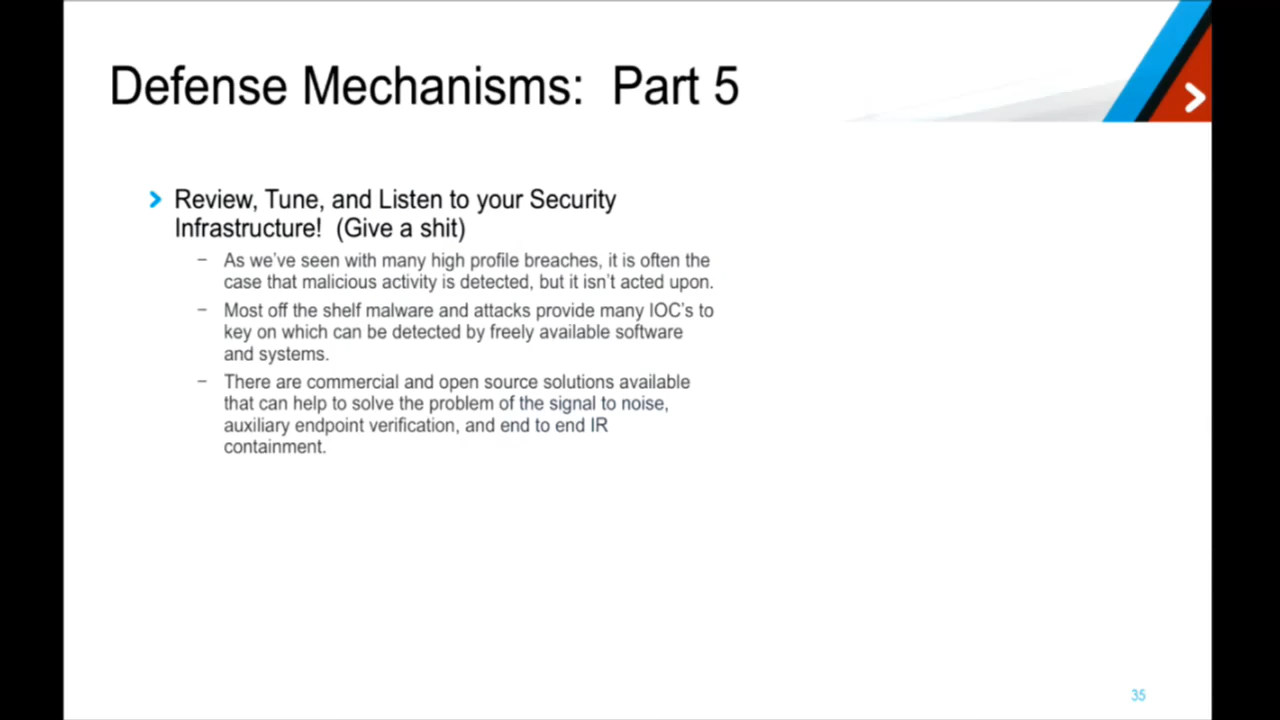 Defense Mechanisms: Part 5
Review, Tune, and Listen to your Security
Infrastructure! (Give a shit)
– As we've seen with many high profile breaches, it is often the
case that malicious activity is detected, but it isn't acted upon.
– Most off the shelf malware and attacks provide many IOC's to
key on which can be detected by freely available software
and systems.
– There are commercial and open source solutions available
that can help to solve the problem of the signal to noise,
auxiliary endpoint verification, and end to end IR
containment.
35